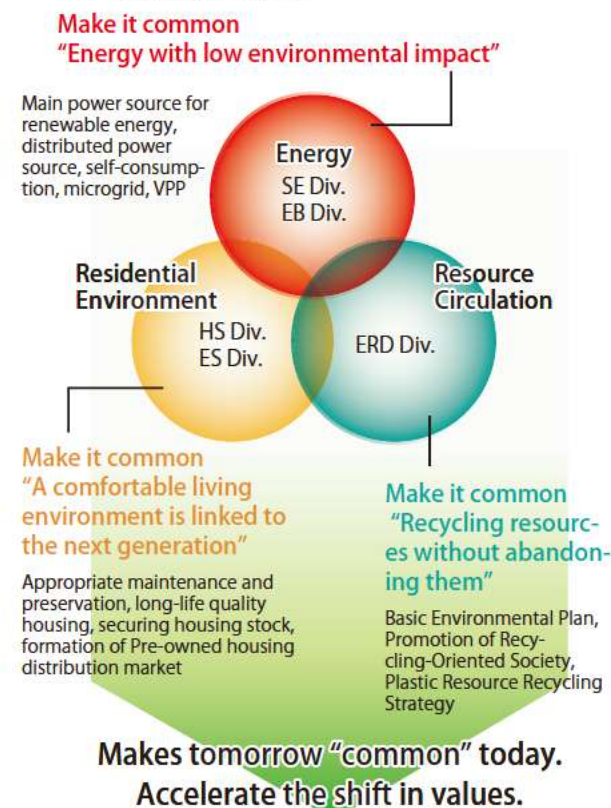 Make it common
“Energy with low environmental impact”
Main power source for
renewable energy,
distributed power
source, self-consump-
tion, microgrid, VPP
Energy
SE Div.
EB Div.
Residential
Environment
HS Div.
ES Div.
Resource
Circulation
ERD Div.
Make it common
“A comfortable living
environment is linked to
the next generation”
Appropriate maintenance and
preservation, long-life quality
housing, securing housing stock,
formation of Pre-owned housing
distribution market
Make it common
“Recycling resourc-
es without abandon-
ing them”
Basic Environmental Plan,
Promotion of Recy-
cling-Oriented Society,
Plastic Resource Recycling
Strategy
Makes tomorrow “common” today.
Accelerate the shift in values.